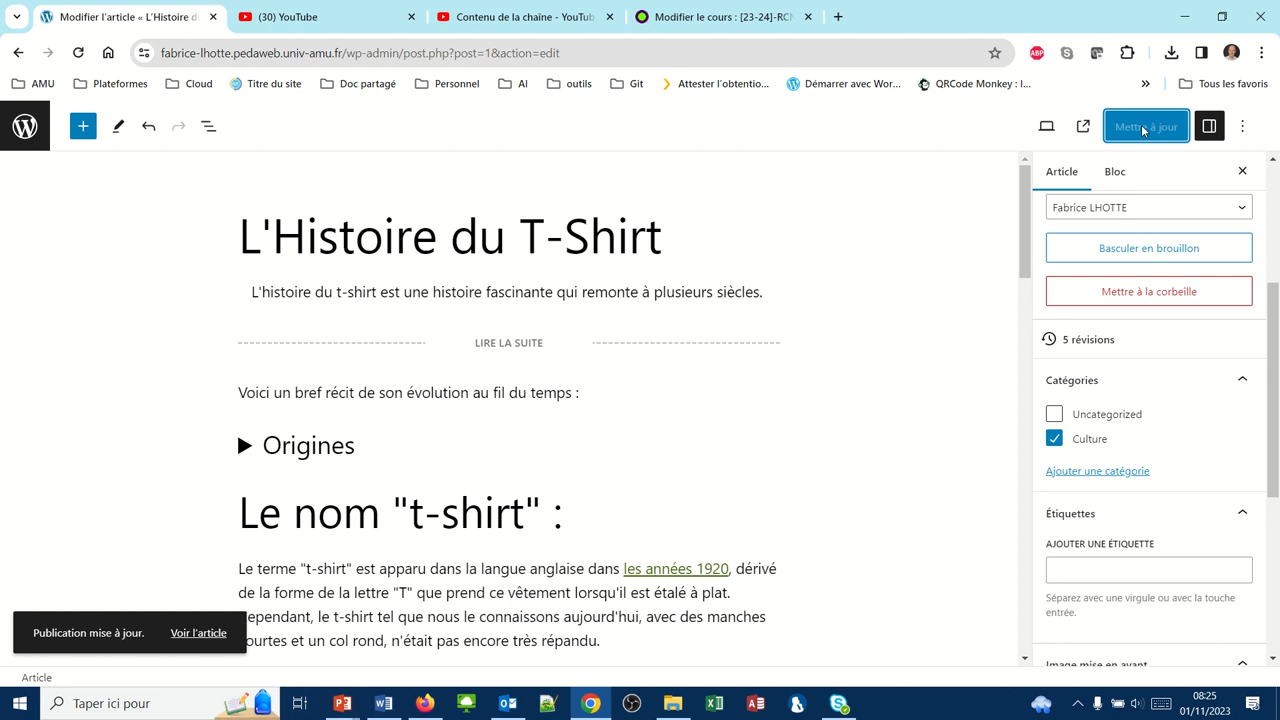 Modifier l'article « L'Histoire d
(30) YouTube
Contenu de la chaîne - YouTub
Modifier le cours : [23-24]-RCN
fabrice-lhotte.pedaweb.univ-amu.fr/wp-admin/post.php?post=1&action=edit
AMU
Plateformes
Cloud
Titre du site
Doc partagé
Personnel
AI
outils
Git
Attester l'obtentio...
Démarrer avec Wor...
QRCode Monkey : l...
»
Tous les favoris
Mettre à jour
Article
Bloc
Fabrice LHOTTE
L'Histoire du T-Shirt
Basculer en brouillon
L'histoire du t-shirt est une histoire fascinante qui remonte à plusieurs siècles.
Mettre à la corbeille
LIRE LA SUITE
5 révisions
Voici un bref récit de son évolution au fil du temps :
Catégories
Uncategorized
Culture
Origines
Ajouter une catégorie
Le nom "t-shirt" :
Étiquettes
AJOUTER UNE ÉTIQUETTE
Le terme "t-shirt" est apparu dans la langue anglaise dans les années 1920, dérivé
de la forme de la lettre "T" que prend ce vêtement lorsqu'il est étalé à plat.
Séparez avec une virgule ou avec la touche
entrée.
ependant, le t-shirt tel que nous le connaissons aujourd'hui, avec des manches
ourtes et un col rond, n'était pas encore très répandu.
Publication mise à jour.
Voir l'article
Image mise en avant
Article
Taper ici pour
08:25
01/11/2023